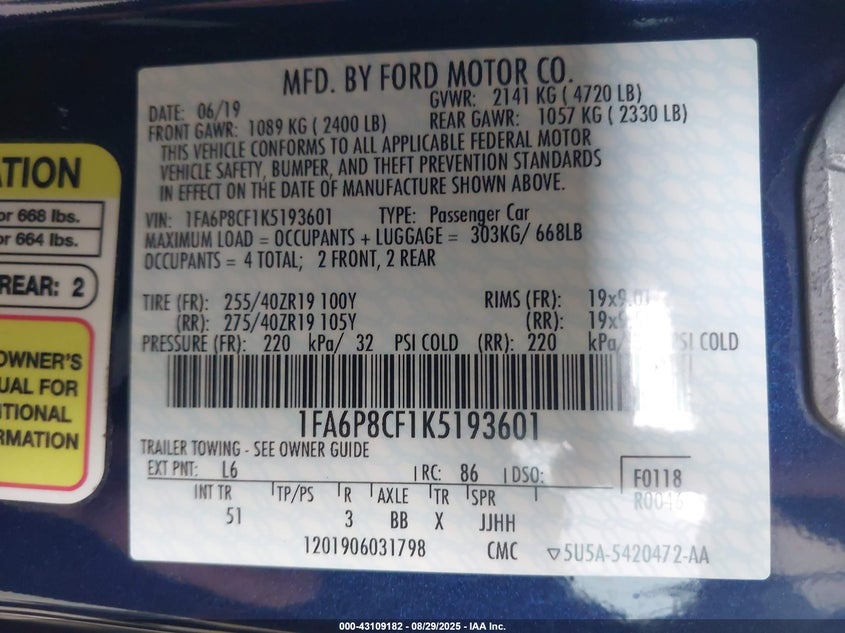 MFD. BY FORD MOTOR CO.
DATE: 06/19
GVWR: 2141 KG ( 4720 LB)
FRONT GAWR: 1089 KG ( 2400 LB)
REAR GAWR: 1057 KG ( 2330 LB)
THIS VEHICLE CONFORMS TO ALL APPLICABLE FEDERAL MOTOR
VEHICLE SAFETY, BUMPER, AND THEFT PREVENTION STANDARDS
IN EFFECT ON THE DATE OF MANUFACTURE SHOWN ABOVE.
VIN: 1FA6P8CF1K5193601 TYPE: Passenger Car
MAXIMUM LOAD = OCCUPANTS + LUGGAGE = 303KG/ 668LB
OCCUPANTS = 4 TOTAL; 2 FRONT, 2 REAR
TIRE (FR): 255/40ZR19 100Y RIMS (FR):
(RR): 275/40ZR19 105Y (RR):
PRESSURE (FR): 220 kPa/ 32 PSI COLD (RR): 220 kPa/ PSI COLD
1FA6P8CF1K5193601
TRAILER TOWING - SEE OWNER GUIDE
EXT PNT: L6 RC: 86 DSO: F0118
INT TR TP/PS R AXLE TR SPR
51 3 BB X JJHH
1201906031798 CMC 5U5A-5420472-AA
or 668 lbs.
or 664 lbs.
REAR: 2
OWNER'S
FOR
000-43109182 - 08/29/2025 - IAA Inc.